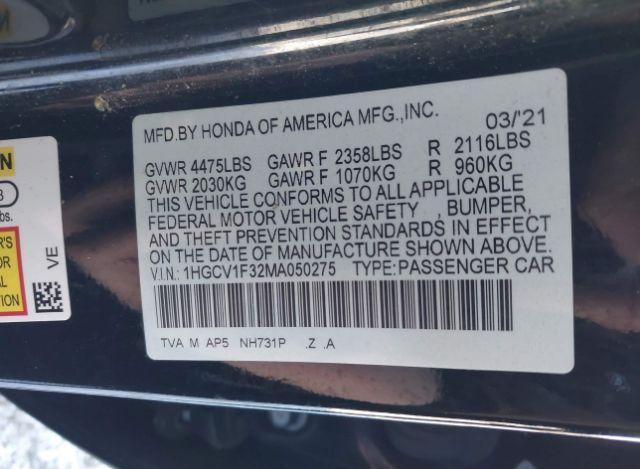 MFD.BY HONDA OF AMERICA MFG.,INC. 03/'21
GVWR 4475LBS GAWR F 2358LBS R 2116LBS
GVWR 2030KG GAWR F 1070KG R 960KG
THIS VEHICLE CONFORMS TO ALL APPLICABLE
FEDERAL MOTOR VEHICLE SAFETY , BUMPER,
AND THEFT PREVENTION STANDARDS IN EFFECT
ON THE DATE OF MANUFACTURE SHOWN ABOVE.
V.I.N.: 1HGCV1F32MA050275 TYPE:PASSENGER CAR
TVA M AP5 NH731P .Z .A
VE